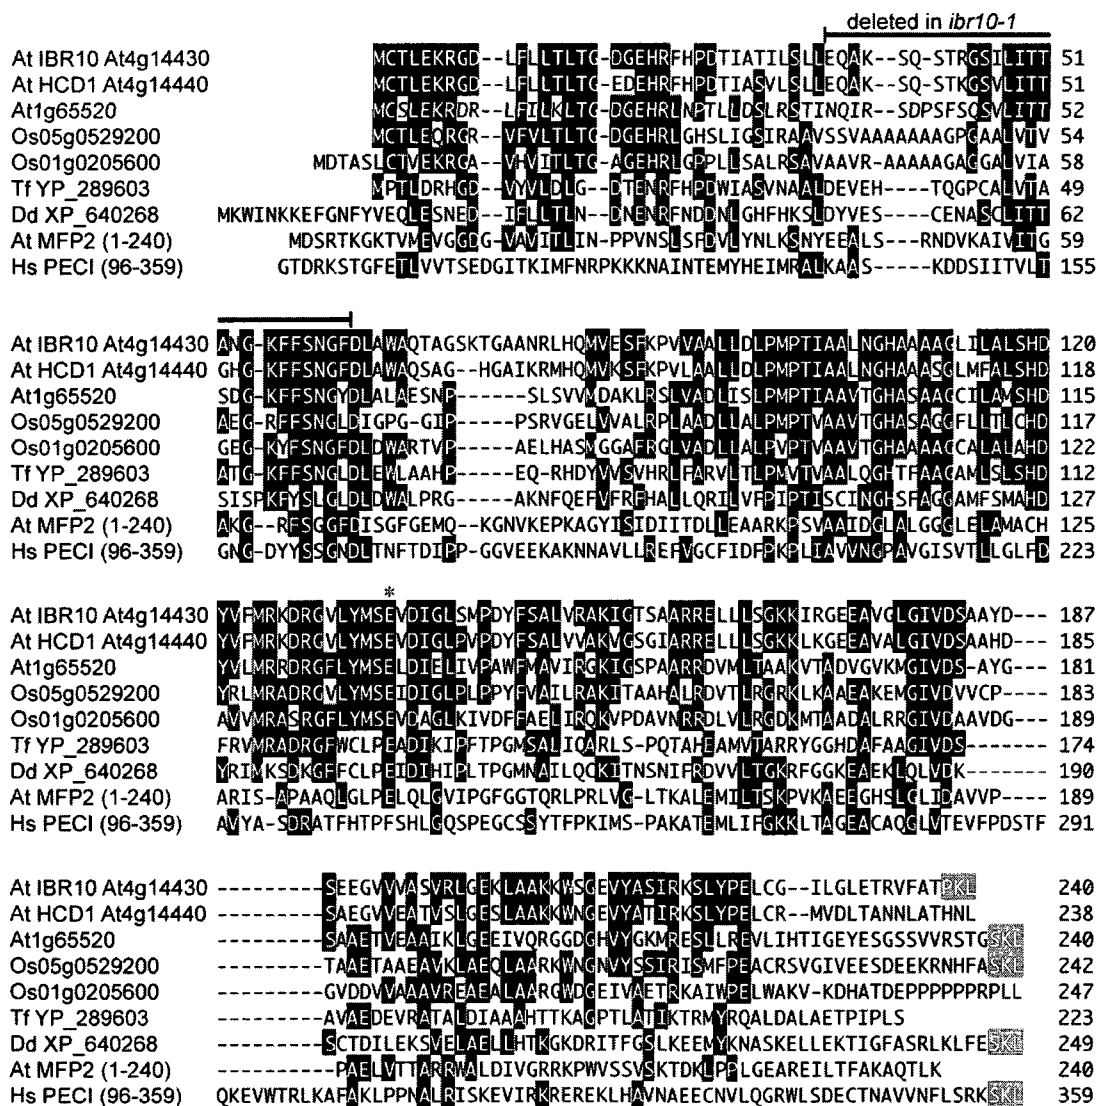 deleted in ibr10-1
At IBR10 At4g14430 MCTLEKRGD--LFLLTLTG-DGEHRFHPDTIATILSLLEQAK--SQ-STRGSILITT 51
At HCD1 At4g14440 MCTLEKRGD--LFLLTLTG-EDEHRFHPDTIASVLSLLEQAK--SQ-STKGSILITT 51
At1g65520 MCSLEKRDR--LFILKLTG-DGEHRLNPTLLDSLRSTINQIR--SDPSFSQSVLITT 52
Os05g0529200 MCTLEQRGR--VFVLTLTG-DGEHRLGHSLIGSIRAAVSSVAAAAAAAGPGAALVTV 54
Os01g0205600 MDTASLCTVEKRGA--VHVITLTG-AGEHRLGPPLLSALRSAVAAVR-AAAAAGAGGALVIA 58
Tf YP_289603 MPTLDRHGD--VYVLDLG--DTENRFHPDWIASVNAALDEVEH----TQGPCALVTA 49
Dd XP_640268 MKWINKKEFGNFYVEQLESNED--IFLLTLN--DNENRFNDDNLGHFHKSLDYVES-----CENASCLITT 62
At MFP2 (1-240) MDSRTKGKTVMEVGGDG-VAVITLIN-PPVNSLSFDVLYNLKSNYEEALS---RNDVKAIVITG 59
Hs PECI (96-359) GTDRKSTGFETLVVTSEDGITKIMFNRPKKKNAINTEMYHEIMRALKAAS-----KDDSIITVLT 155
At IBR10 At4g14430 ANG-KFFSNGFDLAWAQTAGSKTGAANRLHQMVESFKPVVAALLDLPMPTIAALNGHAAAAGLILALSHD 120
At HCD1 At4g14440 GHG-KFFSNGFDLAWAQSAG--HGAIKRMHQMVKSFKPVLAALLDLPMPTIAALNGHAAASGLMFALSHD 118
At1g65520 SDG-KFFSNGYDLALAESNP-----SLSVVMDAKLRSLVADLISLPMPTIAAVTGHASAAGCILAMSHD 115
Os05g0529200 AEG-RFFSNGLDIGPG-GIP-----PSRVGELVVALRPLAADLLALPMPTVAAVTGHASAGGFLLTLCHD 117
Os01g0205600 GEG-KYFSNGFDLDWARTVP-----AELHASMGGAFRGLVADLLALPVPTVAAVTGHAAAAGCALALAHD 122
Tf YP_289603 ATG-KFFSNGLDLEWLAAHP-----EQ-RHDYVVSVHRLFARVLTLPMVTVAALQGHTFAAGAMLSLSHD 112
Dd XP_640268 SISPKFYSLGLDLDWALPRG-----AKNFQEFVFRFHALLQRILVFPIPTISCINGHSFAGGAMFSMAHD 127
At MFP2 (1-240) AKG--RFSGGFDISGFGEMQ--KGNVKEPKAGYISIDIITDLLEAARKPSVAAIDGLALGGGLELAMACH 125
Hs PECI (96-359) GNG-DYYSSGNDLTNFTDIPP-GGVEEKAKNNAVLLREFVGCFIDFPKPLIAVVNGPAVGISVTLLGLFD 223
*
At IBR10 At4g14430 YVFMRKDRGVLYMSEVDIGLSMPDYFSALVRAKIGTSAARRELLLSGKKIRGEEAVGLGIVDSAAYD--- 187
At HCD1 At4g14440 YVFMRKDRGVLYMSEVDIGLPVPDYFSALVVAKVGSGIARRELLLSGKKLKGEEAVALGIVDSAAHD--- 185
At1g65520 YVLMRRDRGFLYMSELDIELIVPAWFMAVIRGKIGSPAARRDVMLTAAKVTADVGVKMGIVDS-AYG--- 181
Os05g0529200 YRLMRADRGVLYMSEIDIGLPLPPYFVAILRAKITAAHALRDVTLRGRKLKAAEAKEMGIVDVVCP---- 183
Os01g0205600 AVVMRASRGFLYMSEVDAGLKIVDFFAELIRQKVPDAVNRRDLVLRGDKMTAADALRRGIVDAAVDG--- 189
Tf YP_289603 FRVMRADRGFWCLPEADIKIPFTPGMSALIQARLS-PQTAHEAMVTARRYGGHDAFAAGIVDS------- 174
Dd XP_640268 YRIMKSDKGFFCLPEIDIHIPLTPGMNAILQCKITNSNIFRDVVLTGKRFGGKEAEKLQLVDK------- 190
At MFP2 (1-240) ARIS-APAAQLGLPELQLGVIPGFGGTQRLPRLVG-LTKALEMILTSKPVKAEEGHSLGLIDAVVP---- 189
Hs PECI (96-359) AVYA-SDRATFHTPFSHLGQSPEGCSSYTFPKIMS-PAKATEMLIFGKKLTAGEACAQGLVTEVFPDSTF 291
At IBR10 At4g14430 ---------SEEGVVVASVRLGEKLAAKKWSGEVYASIRKSLYPELCG--ILGLETRVFATPKL 240
At HCD1 At4g14440 ---------SAEGVVEATVSLGESLAAKKWNGEVYATIRKSLYPELCR--MVDLTANNLATHNL 238
At1g65520 ---------SAAETVEAAIKLGEEIVQRGGDGHVYGKMRESLLREVLIHTIGEYESGSSVVRSTGSKL 240
Os05g0529200 ---------TAAETAAEAVKLAEQLAARKWNGNVYSSIRISMFPEACRSVGIVEESDEEKRNHFASKL 242
Os01g0205600 ---------GVDDVVAAAVREAEALAARGWDGEIVAETRKAIWPELWAKV-KDHATDEPPPPPPRPLL 247
Tf YP_289603 ---------AVAEDEVRATALDIAAAHTTKAGPTLATIKTRMYRQALDALAETPIPLS 223
Dd XP_640268 ---------SCTDILEKSVELAELLHTKGKDRITFGSLKEEMYKNASKELLEKTIGFASRLKLFESKL 249
At MFP2 (1-240) ---------PAELVTTARRWALDIVGRRKPWVSSVSKTDKLPPLGEAREILTFAKAQTLK 240
Hs PECI (96-359) QKEVWTRLKAFAKLPPNALRISKEVIRKREREKLHAVNAEECNVLQGRWLSDECTNAVVNFLSRKSKL 359